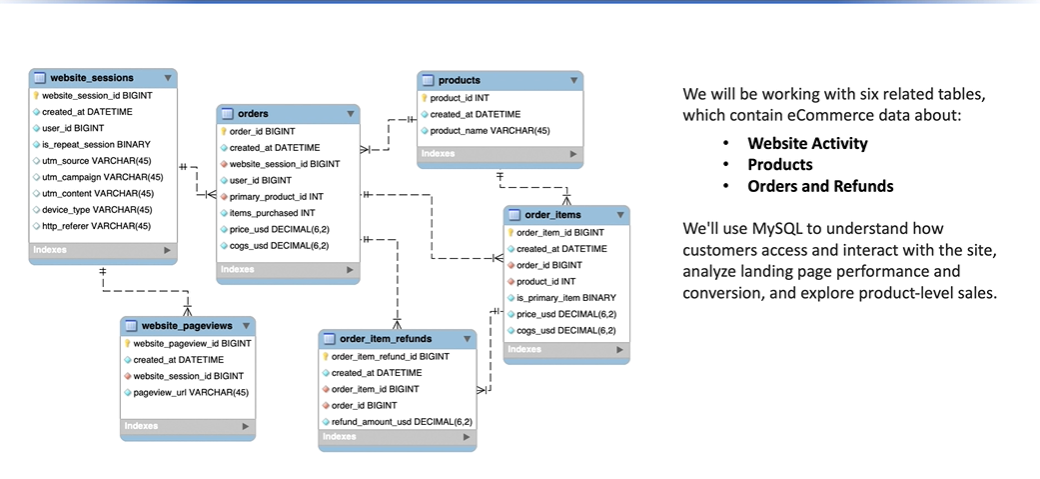 website_sessions
website_session_id BIGINT
created_at DATETIME
user_id BIGINT
is_repeat_session BINARY
utm_source VARCHAR(45)
utm_campaign VARCHAR(45)
utm_content VARCHAR(45)
device_type VARCHAR(45)
http_referer VARCHAR(45)
Indexes
orders
order_id BIGINT
created_at DATETIME
website_session_id BIGINT
user_id BIGINT
primary_product_id INT
items_purchased INT
price_usd DECIMAL(6,2)
cogs_usd DECIMAL(6,2)
Indexes
products
product_id INT
created_at DATETIME
product_name VARCHAR(45)
Indexes
order_items
order_item_id BIGINT
created_at DATETIME
order_id BIGINT
product_id INT
is_primary_item BINARY
price_usd DECIMAL(6,2)
cogs_usd DECIMAL(6,2)
Indexes
website_pageviews
website_pageview_id BIGINT
created_at DATETIME
website_session_id BIGINT
pageview_url VARCHAR(45)
Indexes
order_item_refunds
order_item_refund_id BIGINT
created_at DATETIME
order_item_id BIGINT
order_id BIGINT
refund_amount_usd DECIMAL(6,2)
Indexes
We will be working with six related tables,
which contain eCommerce data about:
• Website Activity
• Products
• Orders and Refunds
We'll use MySQL to understand how
customers access and interact with the site,
analyze landing page performance and
conversion, and explore product-level sales.